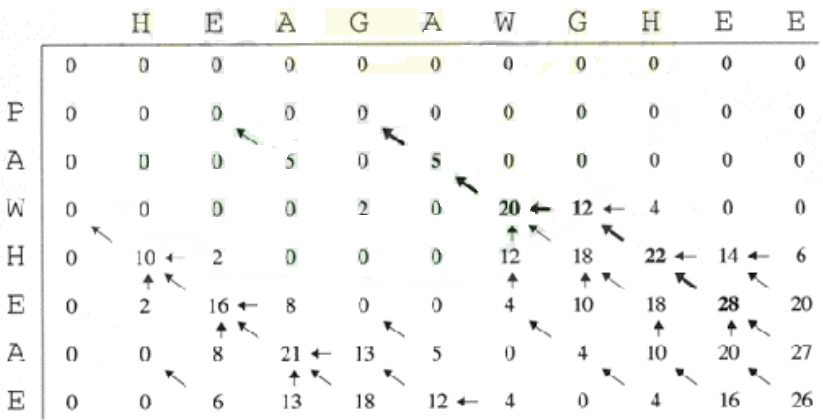 H E A G A W G H E E
0 0 0 0 0 0 0 0 0 0 0
P 0 0 0 0 0 0 0 0 0 0 0
A 0 0 0 5 0 5 0 0 0 0 0
W 0 0 0 0 2 0 20 12 4 0 0
H 0 10 2 0 0 0 12 18 22 14 6
E 0 2 16 8 0 0 4 10 18 28 20
A 0 0 8 21 13 5 0 4 10 20 27
E 0 0 6 13 18 12 4 0 4 16 26